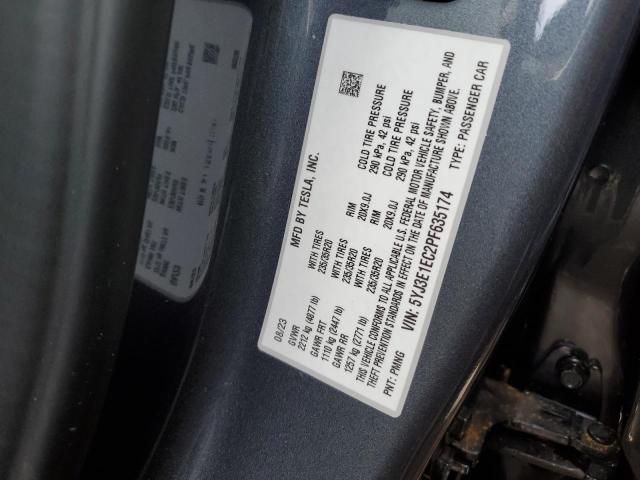 MFD BY TESLA, INC.
08/23
GVWR
2212 kg (4877 lb)
GAWR FRT WITH TIRES RIM COLD TIRE PRESSURE
1110 kg (2447 lb) 235/35R20 20X9.0J 290 kPa, 42 psi
GAWR RR WITH TIRES RIM COLD TIRE PRESSURE
1257 kg (2771 lb) 235/35R20 20X9.0J 290 kPa, 42 psi
THIS VEHICLE CONFORMS TO ALL APPLICABLE U.S. FEDERAL MOTOR VEHICLE SAFETY, BUMPER, AND
THEFT PREVENTION STANDARDS IN EFFECT ON THE DATE OF MANUFACTURE SHOWN ABOVE.
VIN: 5YJ3E1EC2PF635174 TYPE: PASSENGER CAR
PNT: PMNG